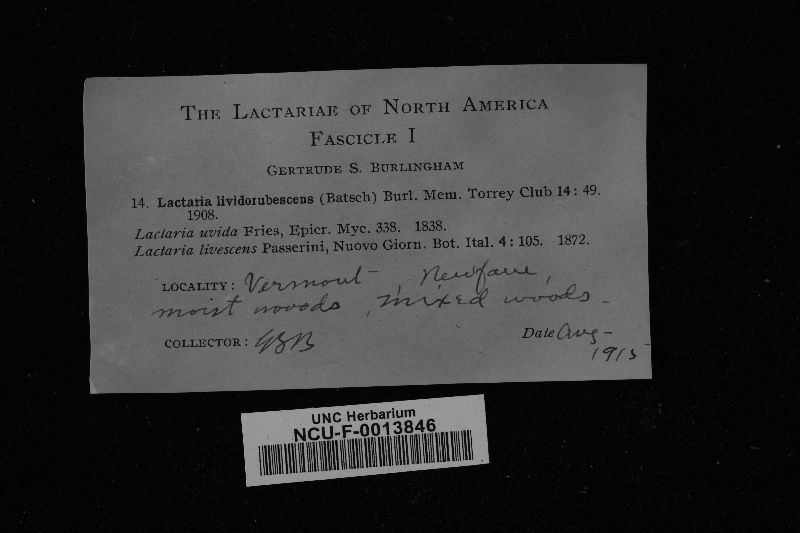 THE LACTARIAE OF NORTH AMERICA
FASCICLE I
GERTRUDE S. BURLINGHAM
14. Lactaria lividorubescens (Batsch) Burl. Mem. Torrey Club 14: 49.
1908.
Lactaria uvida Fries, Epicr. Myc. 338. 1838.
Lactaria livescens Passerini, Nuovo Giorn. Bot. Ital. 4: 105. 1872.
LOCALITY: Vermont, Newfane,
moist woods, mixed woods.
COLLECTOR: GSB Date Aug-
1915
UNC Herbarium
NCU-F-0013846